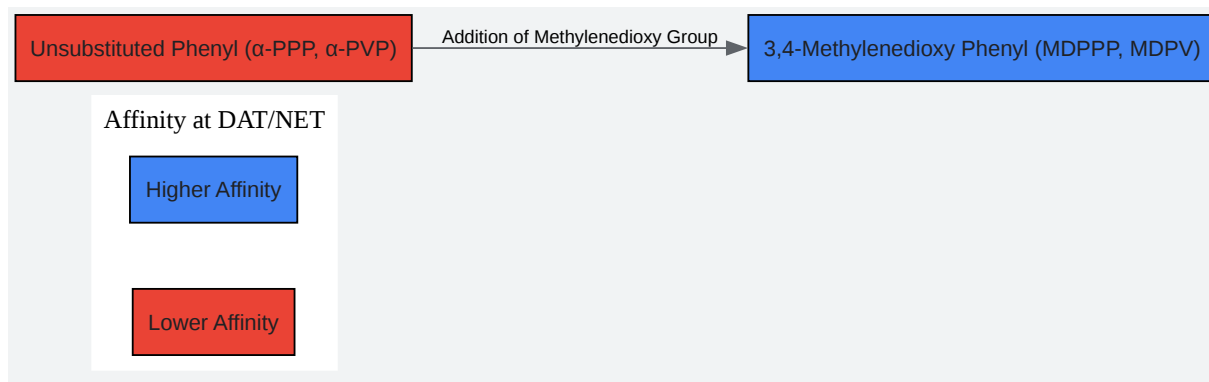 Unsubstituted Phenyl (α-PPP, α-PVP)
Addition of Methylenedioxy Group
3,4-Methylenedioxy Phenyl (MDPPP, MDPV)
Affinity at DAT/NET
Higher Affinity
Lower Affinity